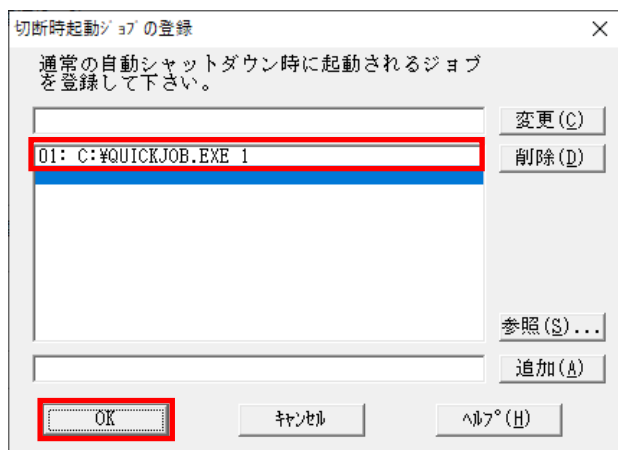 切断時起動ｼﾞｮﾌﾞの登録
通常の自動シャットダウン時に起動されるジョブ
を登録して下さい。
変更(C)
01: C:¥QUICKJOB.EXE 1
削除(D)
参照(S)...
追加(A)
OK
ｷｬﾝｾﾙ
ﾍﾙﾌﾟ(H)